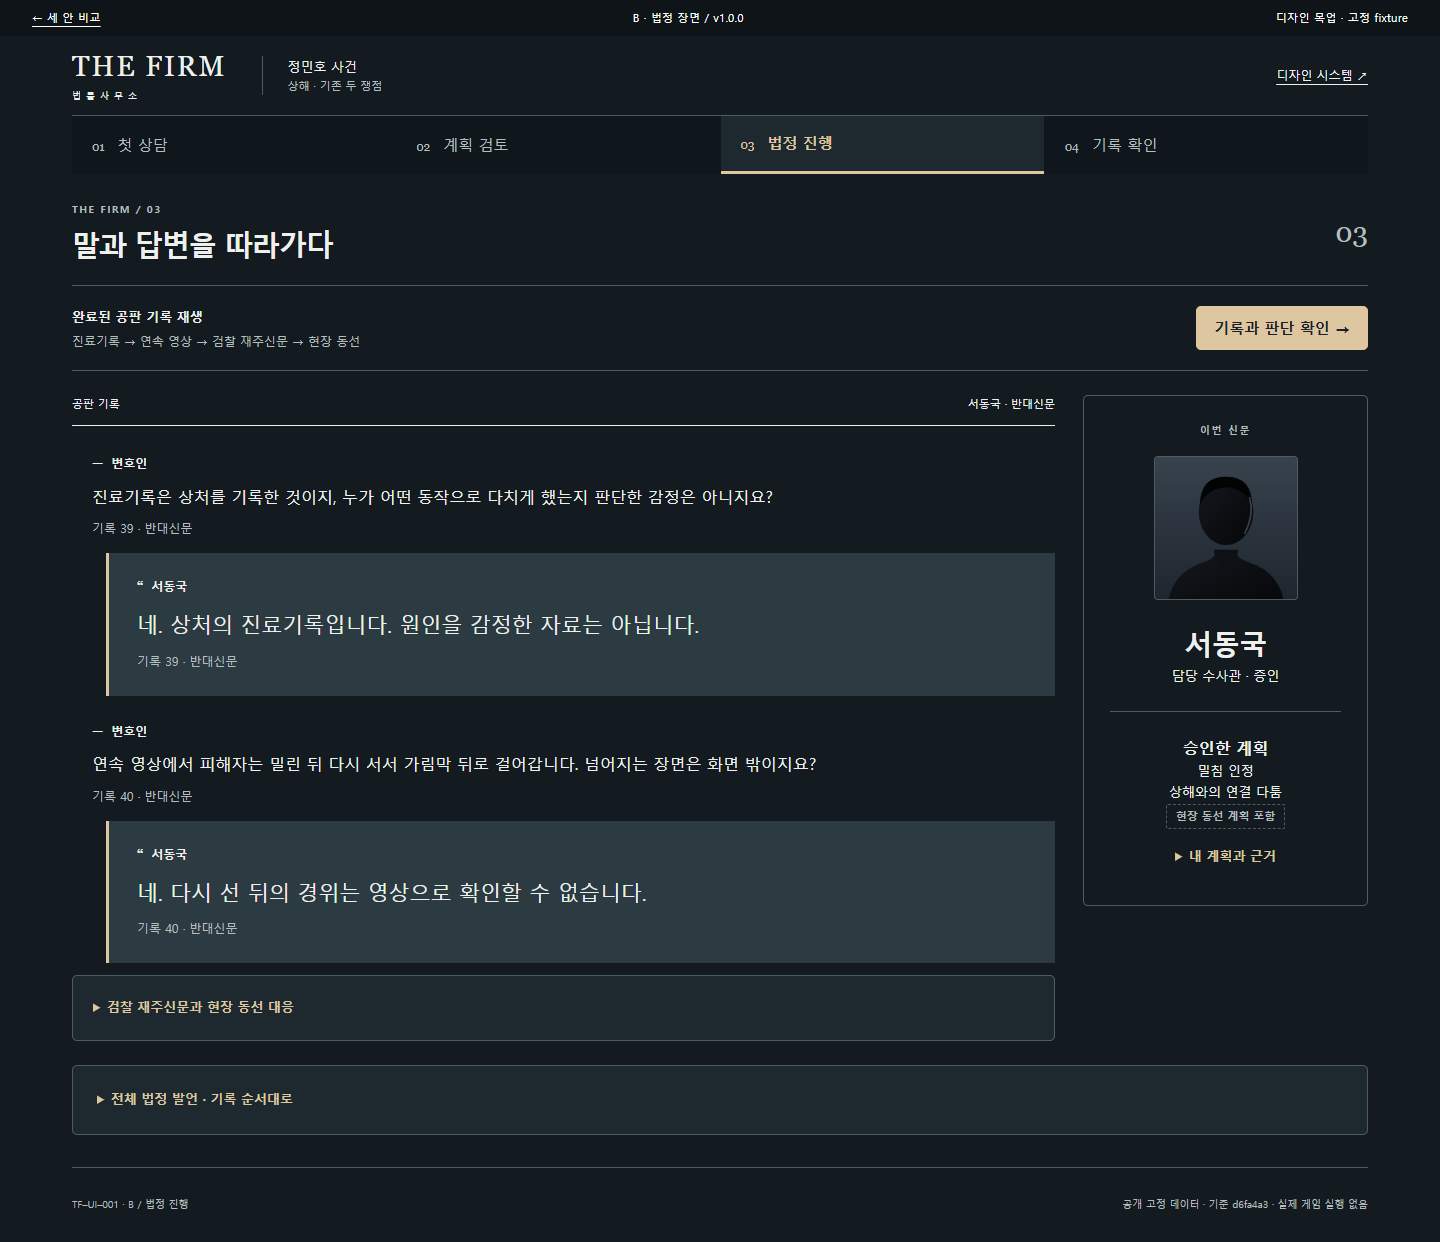 ← 세 안 비교
B · 법정 장면 / v1.0.0
디자인 목업 · 고정 fixture
THE FIRM
법률사무소
정민호 사건
상해 · 기존 두 쟁점
디자인 시스템 ↗
01 첫 상담
02 계획 검토
03 법정 진행
04 기록 확인
THE FIRM / 03
말과 답변을 따라가다
03
완료된 공판 기록 재생
진료기록 → 연속 영상 → 검찰 재주신문 → 현장 동선
기록과 판단 확인 →
공판 기록
서동국 · 반대신문
— 변호인
진료기록은 상처를 기록한 것이지, 누가 어떤 동작으로 다치게 했는지 판단한 감정은 아니지요?
기록 39 · 반대신문
“ 서동국
네. 상처의 진료기록입니다. 원인을 감정한 자료는 아닙니다.
기록 39 · 반대신문
— 변호인
연속 영상에서 피해자는 밀린 뒤 다시 서서 가림막 뒤로 걸어갑니다. 넘어지는 장면은 화면 밖이지요?
기록 40 · 반대신문
“ 서동국
네. 다시 선 뒤의 경위는 영상으로 확인할 수 없습니다.
기록 40 · 반대신문
▶ 검찰 재주신문과 현장 동선 대응
이번 신문
서동국
담당 수사관 · 증인
승인한 계획
밀침 인정
상해와의 연결 다툼
현장 동선 계획 포함
▶ 내 계획과 근거
▶ 전체 법정 발언 · 기록 순서대로
TF-UI-001 · B / 법정 진행
공개 고정 데이터 · 기준 d6fa4a3 · 실제 게임 실행 없음